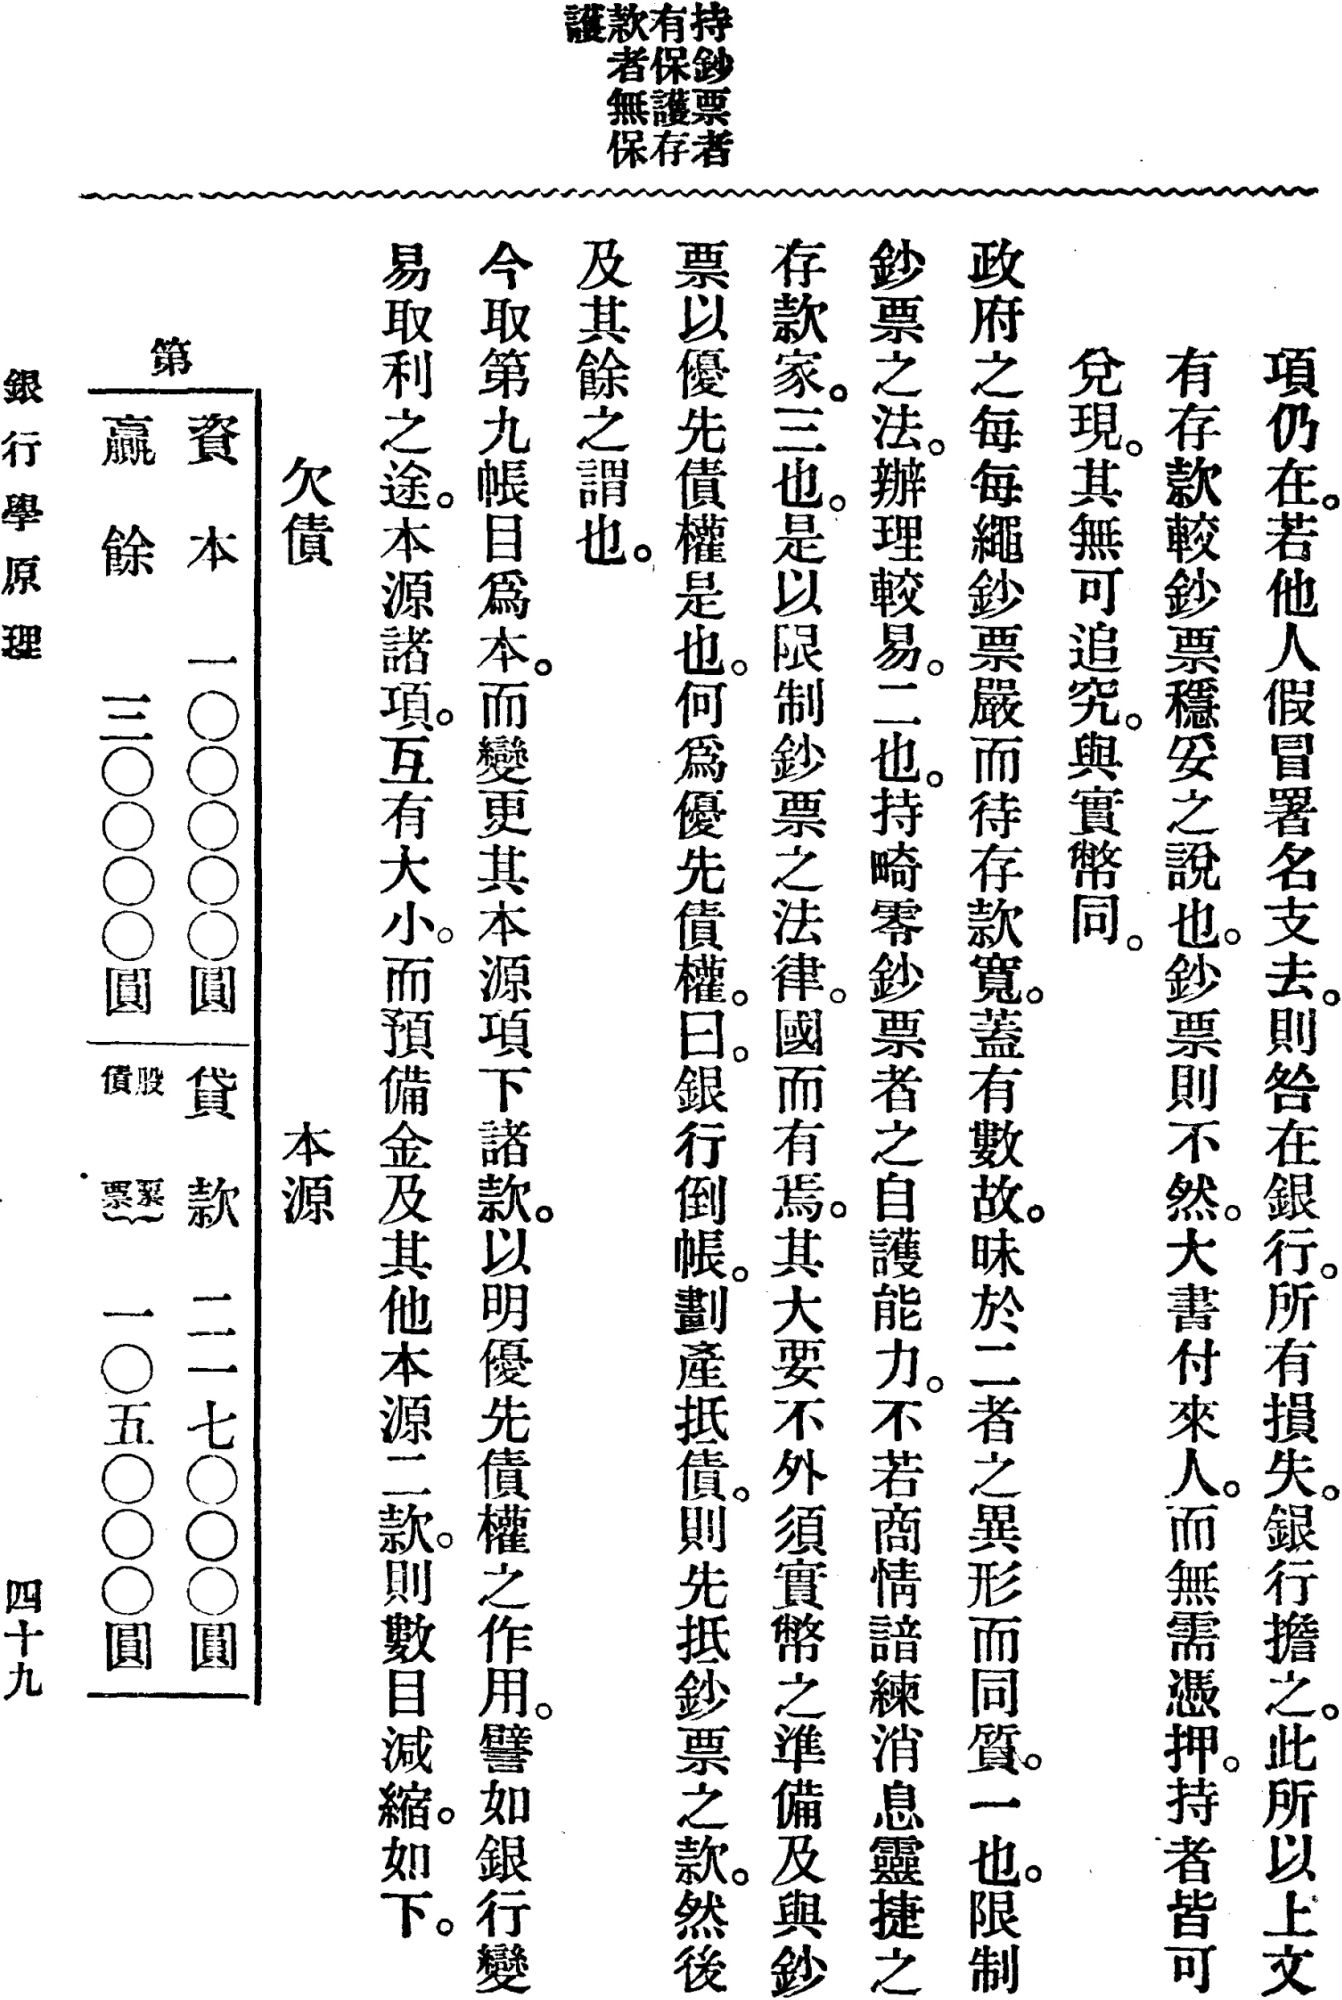 持鈔票者
有保護存
款者無保
護
項仍在。若他人假冒署名支去。則咎在銀行。所有損失。銀行擔之。此所以上文
有存款較鈔票穩妥之說也。鈔票則不然。大書付來人。而無需憑押。持者皆可
兌現。其無可追究。與實幣同。
政府之每每繩鈔票嚴而待存款寬。蓋有數故。昧於二者之異形而同質。一也。限制
鈔票之法。辦理較易。二也。持畸零鈔票者之自護能力。不若商情諳練消息靈捷之
存款家。三也。是以限制鈔票之法律。國而有焉。其大要不外須實幣之準備及與鈔
票以優先債權是也。何爲優先債權。曰。銀行倒帳。劃產抵債。則先抵鈔票之款。然後
及其餘之謂也。
今取第九帳目爲本。而變更其本源項下諸款。以明優先債權之作用。譬如銀行變
易取利之途。本源諸項。互有大小。而預備金及其他本源二款。則數目減縮。如下。
欠債 本源
資本 一〇〇〇〇〇圓 貸款 二一七〇〇〇圓
第 贏餘 三〇〇〇〇圓 股票債票 一〇五〇〇〇圓
銀行學原理 四十九